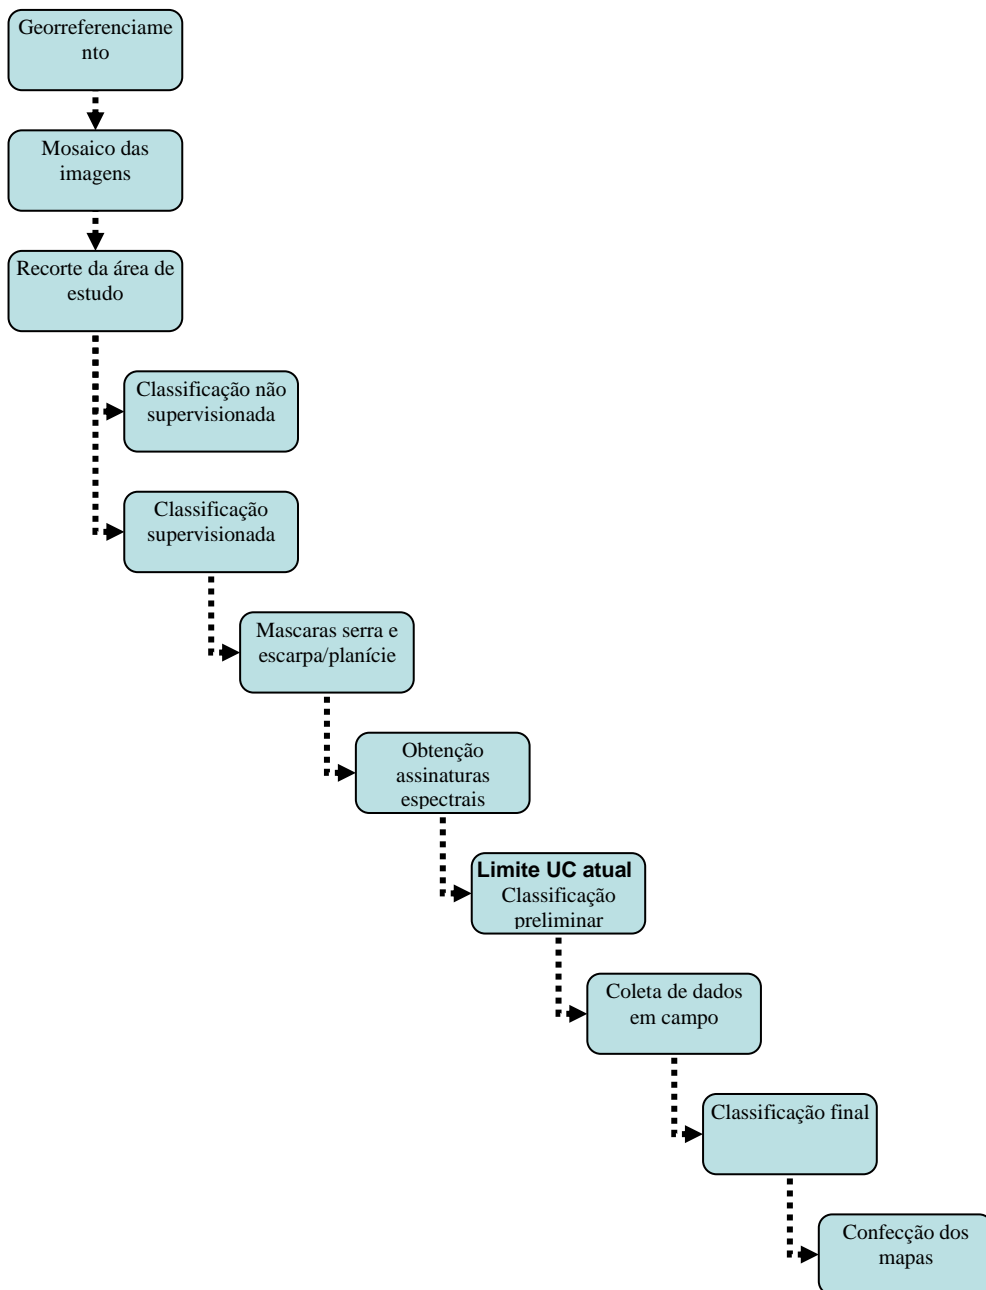 Georreferenciame
nto
Mosaico das
imagens
Recorte da área de
estudo
Classificação não
supervisionada
Classificação
supervisionada
Mascaras serra e
escarpa/planície
Obtenção
assinaturas
espectrais
Limite UC atual
Classificação
preliminar
Coleta de dados
em campo
Classificação final
Confecção dos
mapas